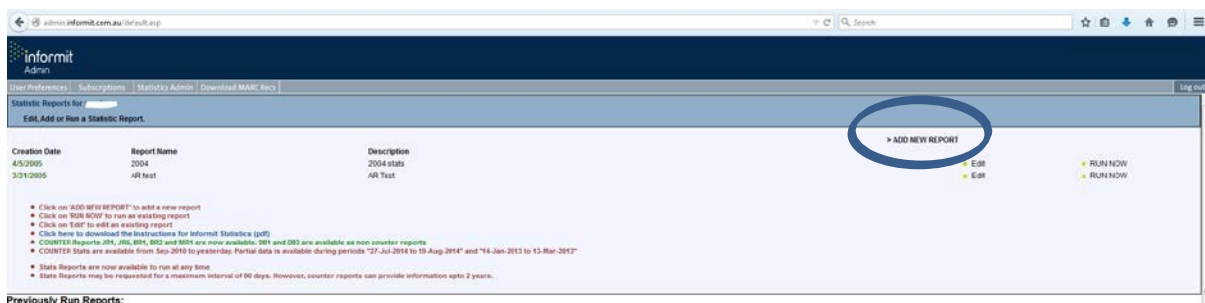 admin.informit.com.au/default.asp
Search
informit
Admin
User Preferences Subscriptions Statistics Admin Download MARC Recs Log out
Statistic Reports for
Edit, Add or Run a Statistic Report.
> ADD NEW REPORT
Creation Date Report Name Description
4/5/2005 2004 2004 stats Edit RUN NOW
3/31/2005 AR test AR Test Edit RUN NOW
Click on 'ADD NEW REPORT' to add a new report
Click on 'RUN NOW' to run as existing report
Click on 'Edit' to edit an existing report
Click here to download the Instructions for Informit Statistics (pdf)
COUNTER Reports JR1, JR5, BR1, BR2 and MR1 are now available. DB1 and DB3 are available as non counter reports
COUNTER Stats are available from Sep-2010 to yesterday. Partial data is available during periods "27-Jul-2014 to 19-Aug-2014" and "14-Jan-2013 to 13-Mar-2013"
Stats Reports are now available to run at any time
Stats Reports may be requested for a maximum interval of 90 days. However, counter reports can provide information upto 2 years.
Previously Run Reports: